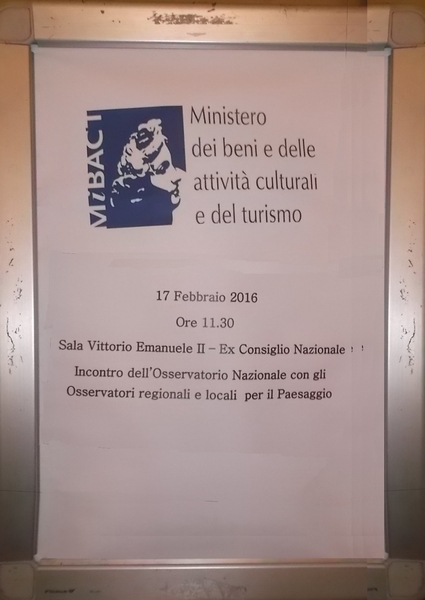 MiBACT
Ministero
dei beni e delle
attività culturali
e del turismo
17 Febbraio 2016
Ore 11.30
Sala Vittorio Emanuele II – Ex Consiglio Nazionale
Incontro dell'Osservatorio Nazionale con gli
Osservatori regionali e locali per il Paesaggio